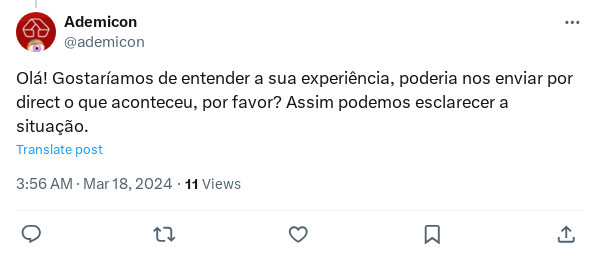 Ademicon
@ademicon
Olá! Gostaríamos de entender a sua experiência, poderia nos enviar por
direct o que aconteceu, por favor? Assim podemos esclarecer a
situação.
Translate post
3:56 AM · Mar 18, 2024 · 11 Views